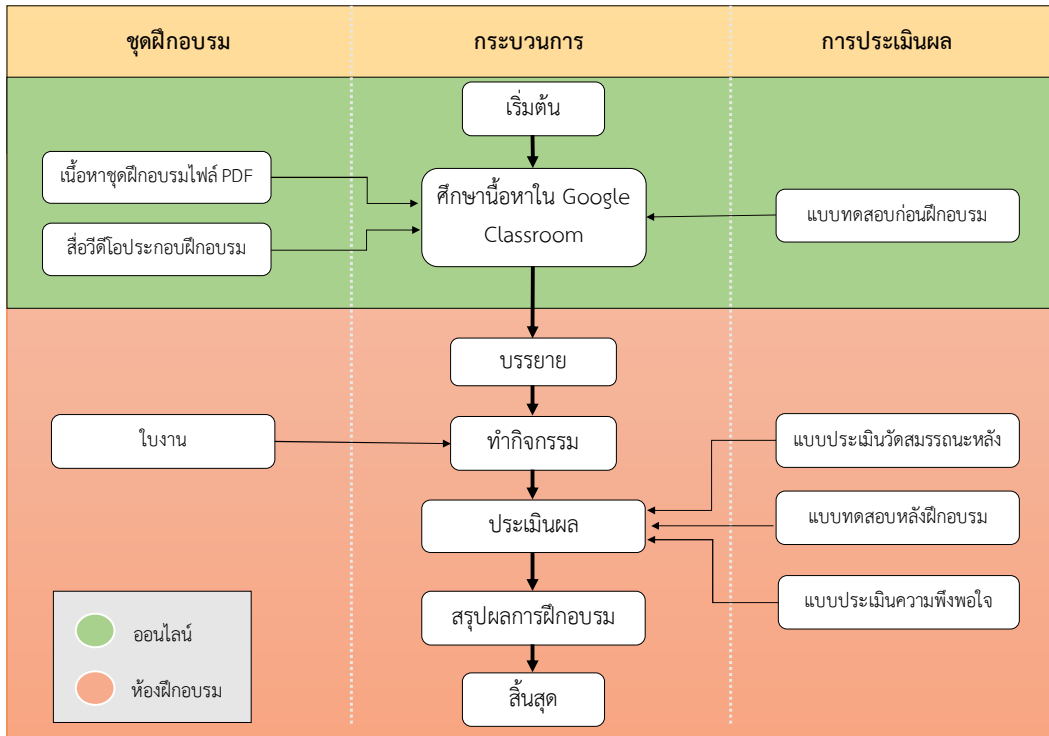 ชุดฝึกอบรม
กระบวนการ
การประเมินผล
เริ่มต้น
เนื้อหาชุดฝึกอบรมไฟล์ PDF
สื่อวีดีโอประกอบฝึกอบรม
ศึกษานื้อหาใน Google
Classroom
แบบทดสอบก่อนฝึกอบรม
บรรยาย
ใบงาน
ทำกิจกรรม
แบบประเมินวัดสมรรถนะหลัง
ประเมินผล
แบบทดสอบหลังฝึกอบรม
แบบประเมินความพึงพอใจ
สรุปผลการฝึกอบรม
สิ้นสุด
ออนไลน์
ห้องฝึกอบรม